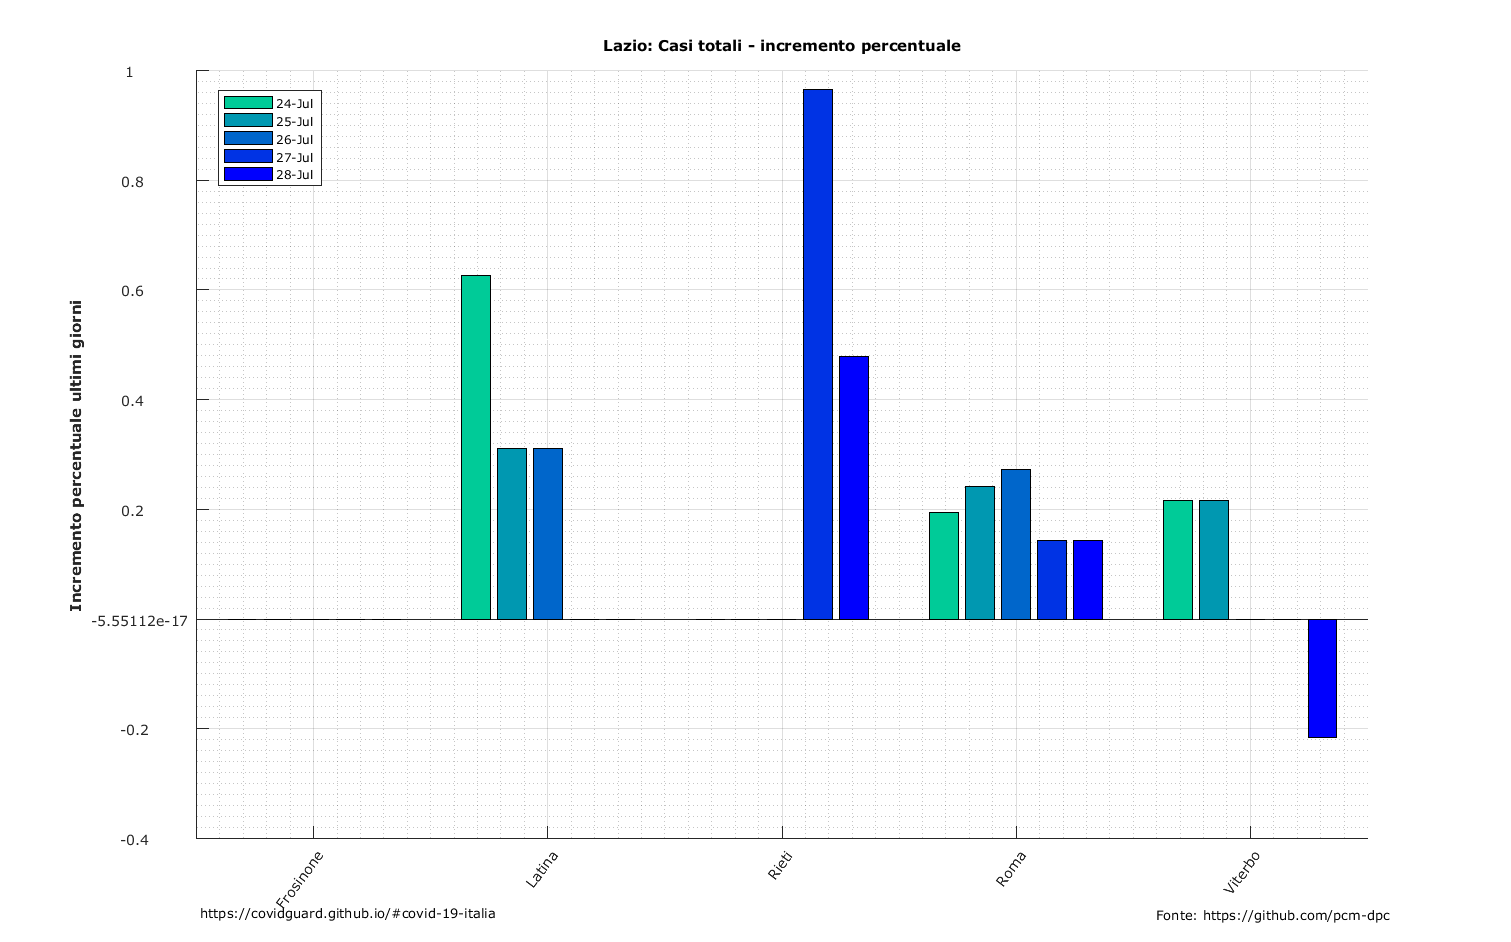 Lazio: Casi totali - incremento percentuale
Incremento percentuale ultimi giorni
1
0.8
0.6
0.4
0.2
-5.55112e-17
-0.2
-0.4
24-Jul
25-Jul
26-Jul
27-Jul
28-Jul
Frosinone
Latina
Rieti
Roma
Viterbo
https://covidguard.github.io/#covid-19-italia
Fonte: https://github.com/pcm-dpc